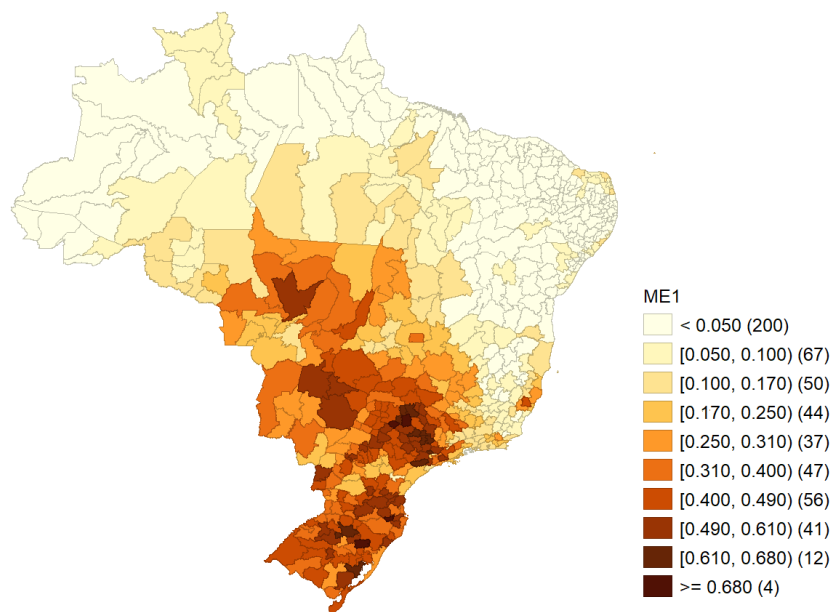 ME1
< 0.050 (200)
[0.050, 0.100) (67)
[0.100, 0.170) (50)
[0.170, 0.250) (44)
[0.250, 0.310) (37)
[0.310, 0.400) (47)
[0.400, 0.490) (56)
[0.490, 0.610) (41)
[0.610, 0.680) (12)
>= 0.680 (4)